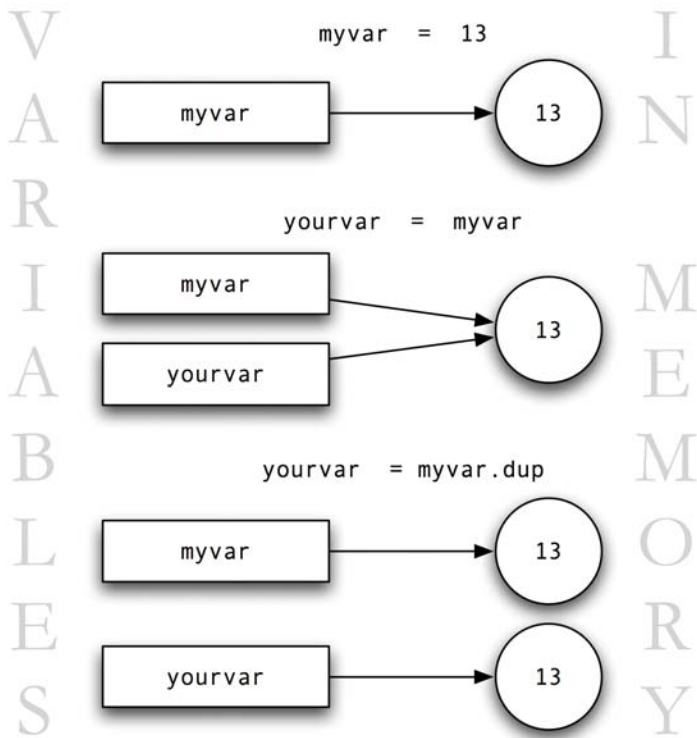 VARIABLES
IN MEMORY
myvar = 13
myvar
13
yourvar = myvar
myvar
yourvar
13
yourvar = myvar.dup
myvar
13
yourvar
13